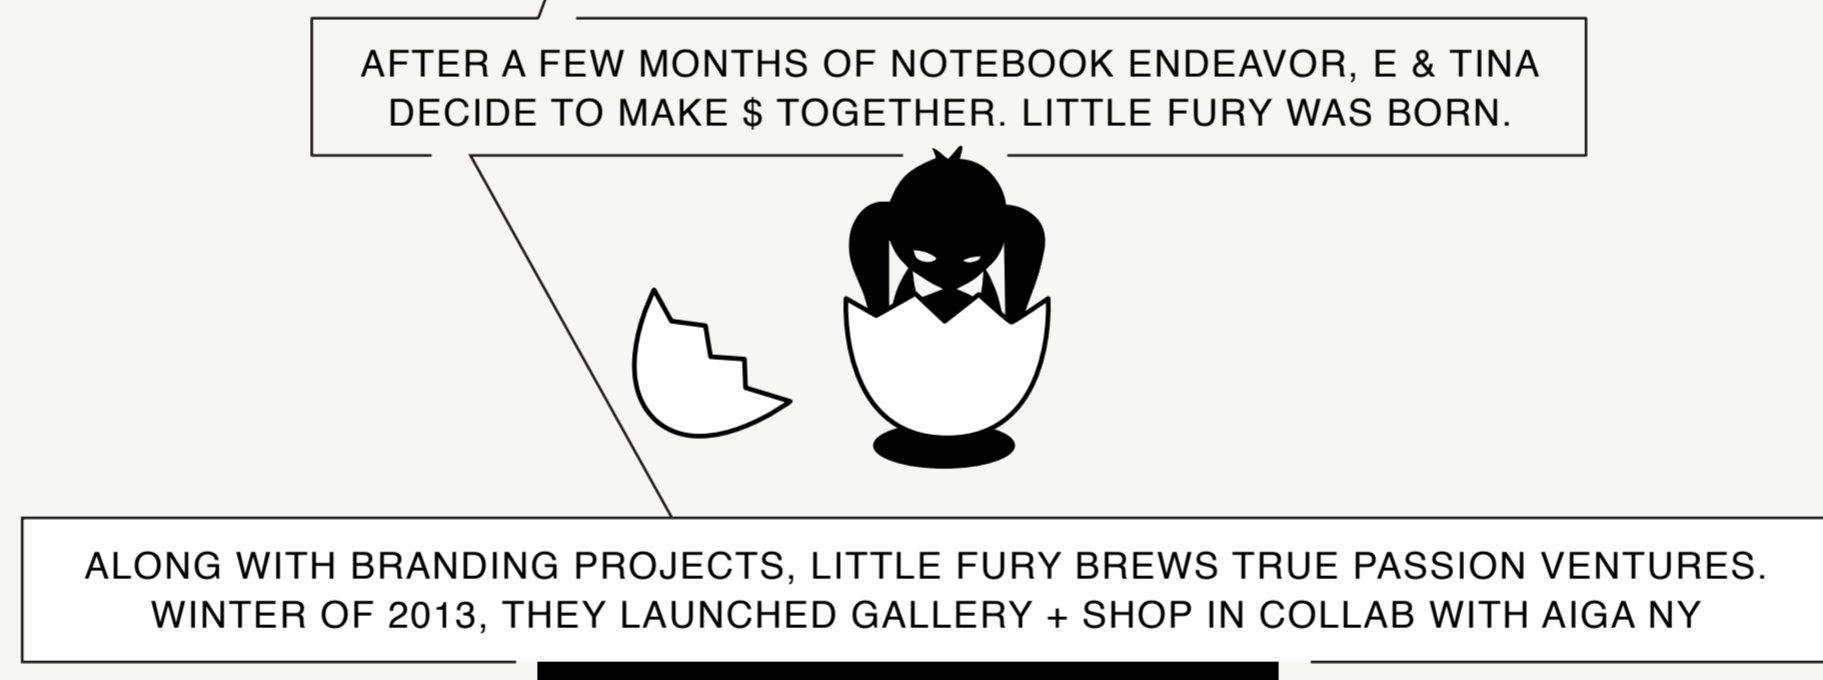 AFTER A FEW MONTHS OF NOTEBOOK ENDEAVOR, E & TINA
DECIDE TO MAKE $ TOGETHER. LITTLE FURY WAS BORN.
ALONG WITH BRANDING PROJECTS, LITTLE FURY BREWS TRUE PASSION VENTURES.
WINTER OF 2013, THEY LAUNCHED GALLERY + SHOP IN COLLAB WITH AIGA NY